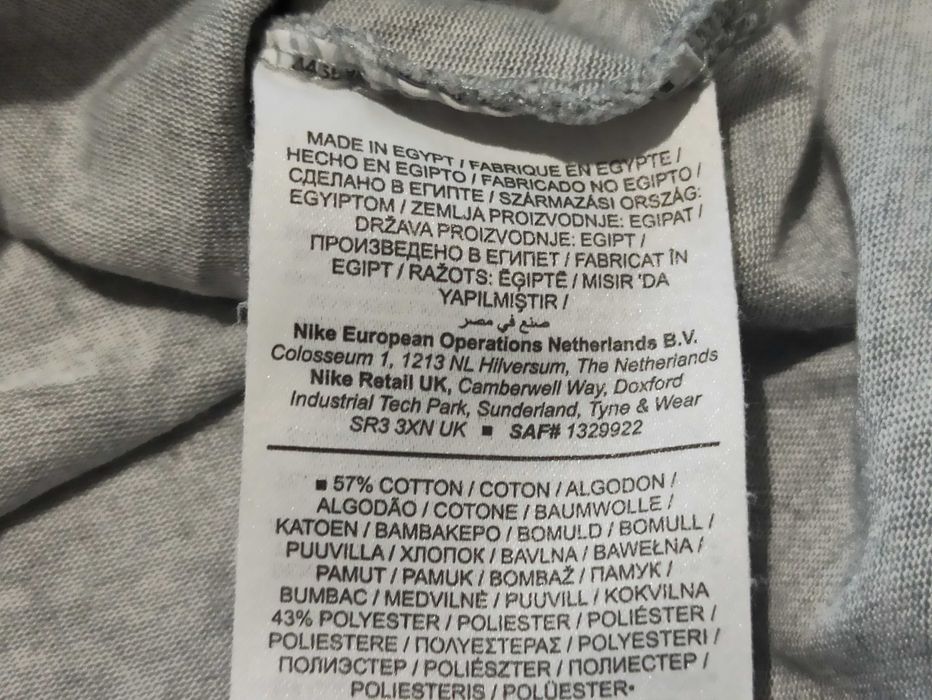 MADE IN EGYPT / FABRIQUE EN EGYPTE /
HECHO EN EGIPTO / FABRICADO NO EGIPTO /
СДЕЛАНО В ЕГИПТЕ / SZÁRMAZÁSI ORSZÁG:
EGYIPTOM / ZEMLJA PROIZVODNJE: EGIPAT /
DRŽAVA PROIZVODNJE: EGIPT /
ПРОИЗВЕДЕНО В ЕГИПЕТ / FABRICAT ÎN
EGIPT / RAŽOTS: ĒĢIPTĒ / MISIR 'DA
YAPILMIŞTIR /
صنع في مصر
Nike European Operations Netherlands B.V.
Colosseum 1, 1213 NL Hilversum, The Netherlands
Nike Retail UK, Camberwell Way, Doxford
Industrial Tech Park, Sunderland, Tyne & Wear
SR3 3XN UK ▪ SAF# 1329922
▪ 57% COTTON / COTON / ALGODON /
ALGODÃO / COTONE / BAUMWOLLE /
KATOEN / ΒΑΜΒΑΚΕΡΟ / BOMULD / BOMULL /
PUUVILLA / ХЛОПОК / BAVLNA / BAWEŁNA /
PAMUT / PAMUK / BOMBAŽ / ПАМУК /
BUMBAC / MEDVILNĖ / PUUVILL / KOKVILNA
43% POLYESTER / POLIESTER / POLIÉSTER /
POLIESTERE / ΠΟΛΥΕΣΤΕΡΑΣ / POLYESTERI /
ПОЛИЭСТЕР / POLIÉSZTER / ПОЛИЕСТЕР /
POLIESTERIS / POLÜESTER▪